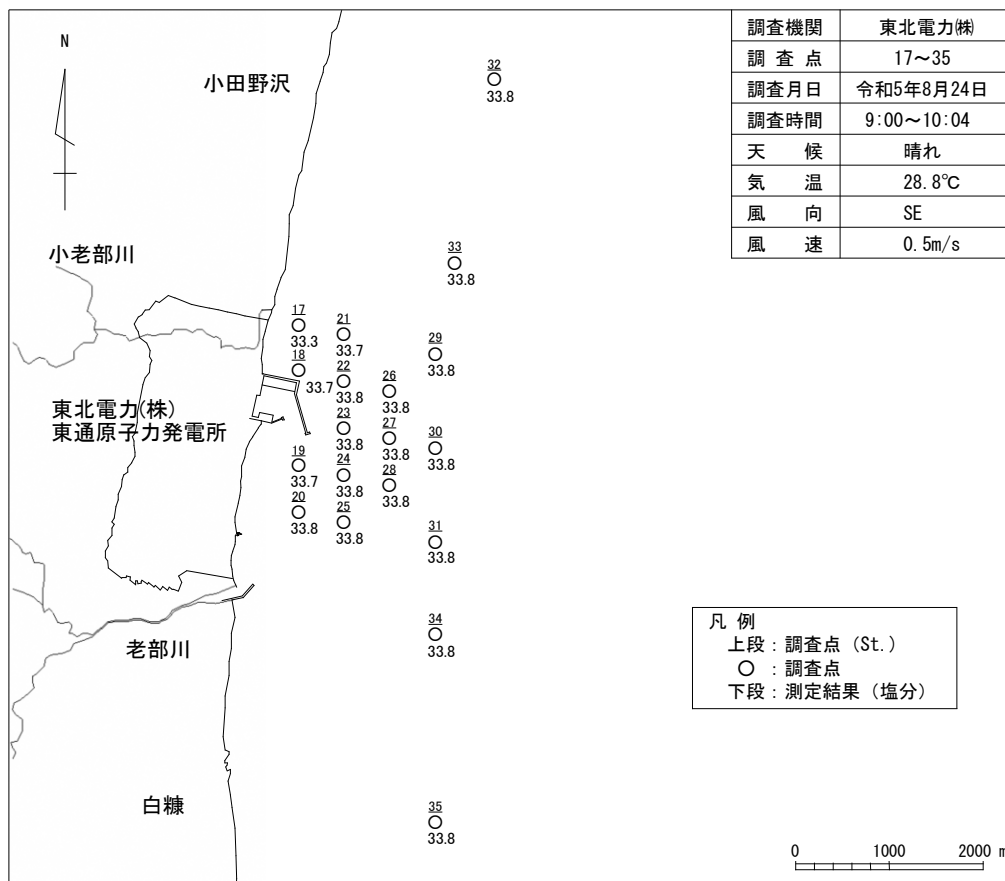 調査機関 東北電力㈱
調 査 点 17～35
調査月日 令和5年8月24日
調査時間 9:00～10:04
天 候 晴れ
気 温 28.8℃
風 向 SE
風 速 0.5m/s
N
小田野沢
32
33.8
小老部川
33
33.8
17
33.3
21
33.7
29
33.8
18
33.7
22
33.8
26
33.8
東北電力(株)
東通原子力発電所
23
33.8
27
33.8
30
33.8
19
33.7
24
33.8
28
33.8
20
33.8
25
33.8
31
33.8
34
33.8
老部川
凡 例
上段：調査点（St.）
○ ：調査点
下段：測定結果（塩分）
白糠
35
33.8
0 1000 2000 m